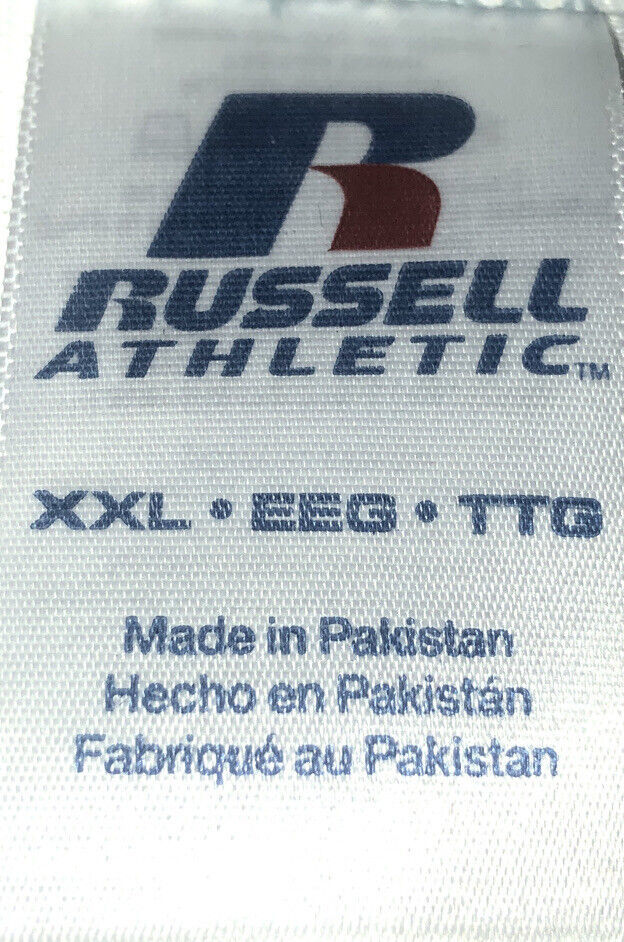 R
RUSSELL
ATHLETIC™
XXL • EEG • TTG
Made in Pakistan
Hecho en Pakistán
Fabriqué au Pakistan